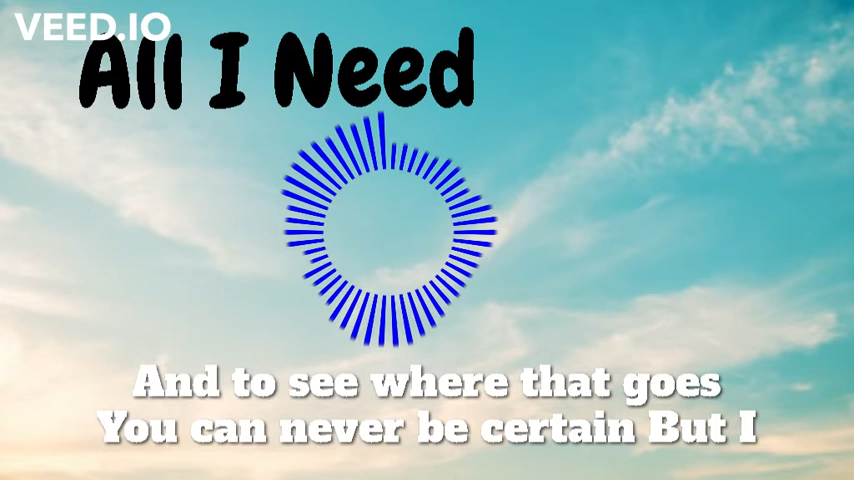 VEED.IO
All I Need
And to see where that goes
You can never be certain But I